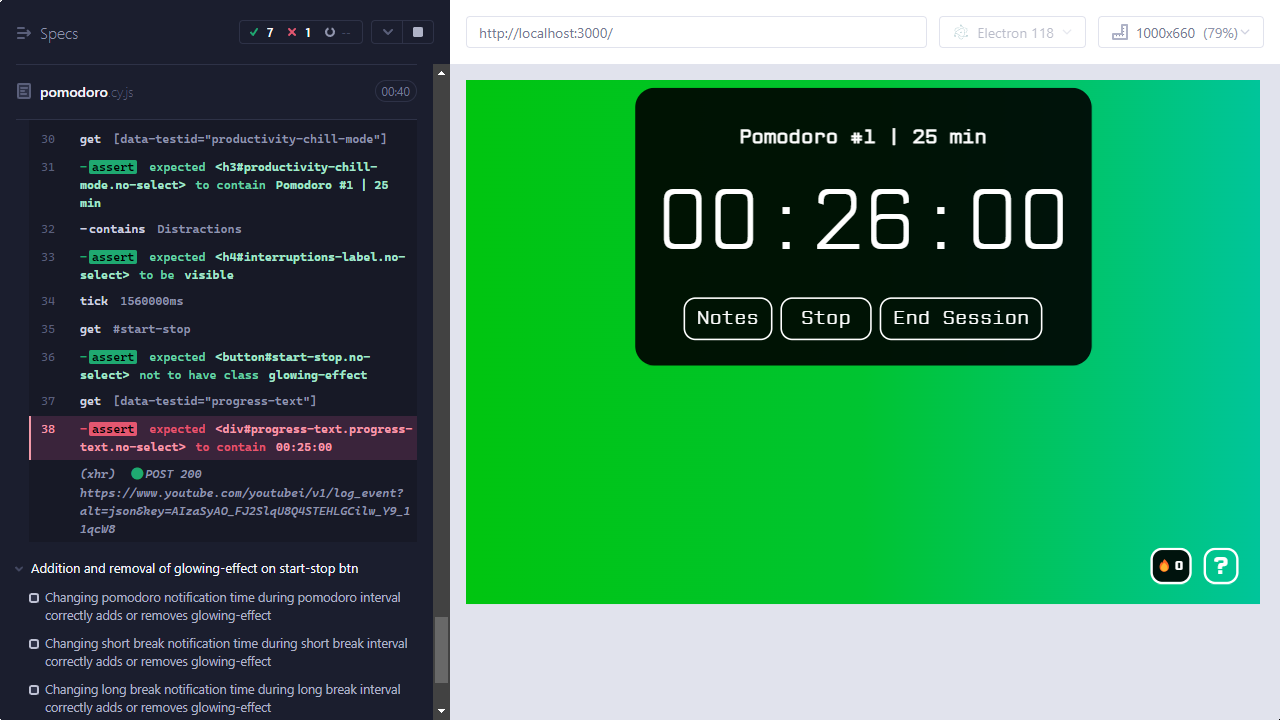 Specs
7
1
--
http://localhost:3000/
Electron 118
1000x660 (79%)
pomodoro.cy.js
00:40
30 get [data-testid="productivity-chill-mode"]
31 -assert expected <h3#productivity-chill-
mode.no-select> to contain Pomodoro #1 | 25
min
32 -contains Distractions
33 -assert expected <h4#interruptions-label.no-
select> to be visible
34 tick 1560000ms
35 get #start-stop
36 -assert expected <button#start-stop.no-
select> not to have class glowing-effect
37 get [data-testid="progress-text"]
38 -assert expected <div#progress-text.progress-
text.no-select> to contain 00:25:00
(xhr) POST 200
https://www.youtube.com/youtubei/v1/log_event?
alt=json&key=AIzaSyAO_FJ2SlqU8Q4STEHLGCilw_Y9_1
1qcW8
Addition and removal of glowing-effect on start-stop btn
Changing pomodoro notification time during pomodoro interval
correctly adds or removes glowing-effect
Changing short break notification time during short break interval
correctly adds or removes glowing-effect
Changing long break notification time during long break interval
correctly adds or removes glowing-effect
Pomodoro #1 | 25 min
00:26:00
Notes
Stop
End Session
0
?